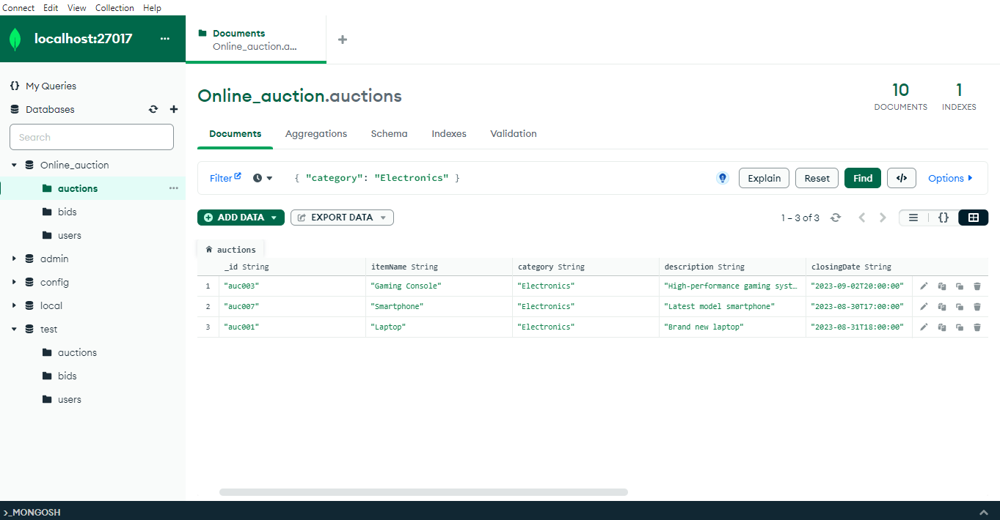 Connect Edit View Collection Help
localhost:27017 ...
Documents
Online_auction.a...
{} My Queries
Databases
Search
Online_auction
auctions
bids
users
admin
config
local
test
auctions
bids
users
Online_auction.auctions
10
DOCUMENTS
1
INDEXES
Documents Aggregations Schema Indexes Validation
Filter { "category": "Electronics" } Explain Reset Find </> Options
ADD DATA EXPORT DATA 1 – 3 of 3 {}
auctions
_id String itemName String category String description String closingDate String
1 "auc003" "Gaming Console" "Electronics" "High-performance gaming syst… "2023-09-02T20:00:00"
2 "auc007" "Smartphone" "Electronics" "Latest model smartphone" "2023-08-30T17:00:00"
3 "auc001" "Laptop" "Electronics" "Brand new laptop" "2023-08-31T18:00:00"
>_MONGOSH